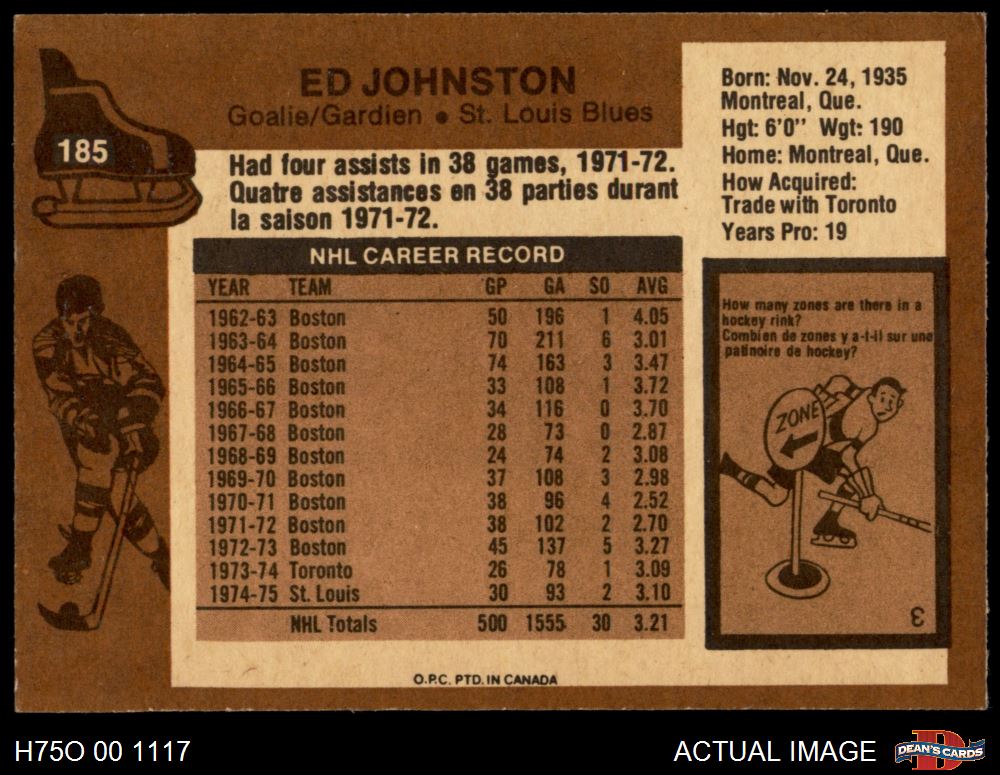 185
ED JOHNSTON
Goalie/Gardien • St. Louis Blues
Had four assists in 38 games, 1971-72.
Quatre assistances en 38 parties durant
la saison 1971-72.
Born: Nov. 24, 1935
Montreal, Que.
Hgt: 6'0'' Wgt: 190
Home: Montreal, Que.
How Acquired:
Trade with Toronto
Years Pro: 19
NHL CAREER RECORD
YEAR TEAM GP GA SO AVG
1962-63 Boston 50 196 1 4.05
1963-64 Boston 70 211 6 3.01
1964-65 Boston 74 163 3 3.47
1965-66 Boston 33 108 1 3.72
1966-67 Boston 34 116 0 3.70
1967-68 Boston 28 73 0 2.87
1968-69 Boston 24 74 2 3.08
1969-70 Boston 37 108 3 2.98
1970-71 Boston 38 96 4 2.52
1971-72 Boston 38 102 2 2.70
1972-73 Boston 45 137 5 3.27
1973-74 Toronto 26 78 1 3.09
1974-75 St. Louis 30 93 2 3.10
NHL Totals 500 1555 30 3.21
How many zones are there in a
hockey rink?
Combien de zones y a-t-il sur une
patinoire de hockey?
ZONE
3
O.P.C. PTD. IN CANADA
H75O 00 1117
ACTUAL IMAGE
D
DEAN'S CARDS